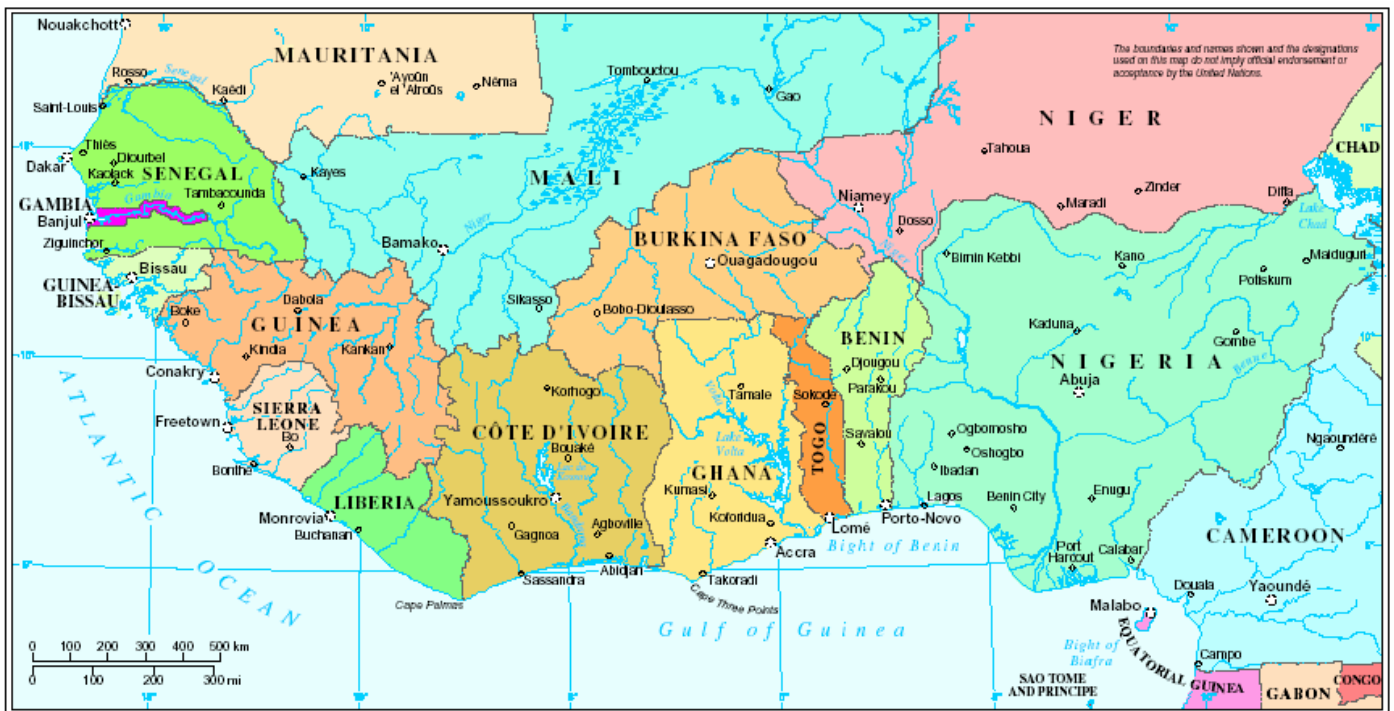 Nouakchott
MAURITANIA
The boundaries and names shown and the designations
used on this map do not imply official endorsement or
acceptance by the United Nations.
Rosso
Senegal
'Ayoûn
el 'Atroûs
Néma
Tombouctou
Gao
Kaédi
Saint-Louis
NIGER
Thiès
Dakar
Diourbel
Kaolack
SENEGAL
Tambacounda
Kayes
MALI
Tahoua
CHAD
Zinder
Diffa
Maradi
Lake
Chad
GAMBIA
Gambia
Banjul
Niamey
Dosso
Niger
Niger
Ziguinchor
Bamako
BURKINA FASO
Ouagadougou
Birnin Kebbi
Kano
Maiduguri
Potiskum
Bissau
GUINEA-
BISSAU
Boke
Dabola
GUINEA
Sikasso
Bobo-Dioulasso
Kaduna
Gombe
BENIN
Kindia
Kankan
Djougou
Parakou
NIGERIA
Benue
Abuja
Conakry
Korhogo
Tamale
Volta
Sokodé
ATLANTIC
OCEAN
SIERRA
LEONE
Freetown
Bo
Bonthe
CÔTE D'IVOIRE
Bouaké
Lac de
Kossou
Lake
Volta
GHANA
TOGO
Savalou
Ogbomosho
Oshogbo
Ibadan
Ngaoundéré
LIBERIA
Monrovia
Buchanan
Yamoussoukro
Bandama
Gagnoa
Agboville
Kumasi
Koforidua
Lomé
Porto-Novo
Lagos
Benin City
Enugu
Accra
Bight of Benin
CAMEROON
Port
Harcourt
Calabar
Sassandra
Abidjan
Takoradi
Cape Palmas
Cape Three Points
Gulf of Guinea
Douala
Yaoundé
Malabo
EQUATORIAL GUINEA
Bight of
Biafra
Campo
SAO TOME
AND PRINCIPE
GABON
CONGO
0 100 200 300 400 500 km
0 100 200 300 mi